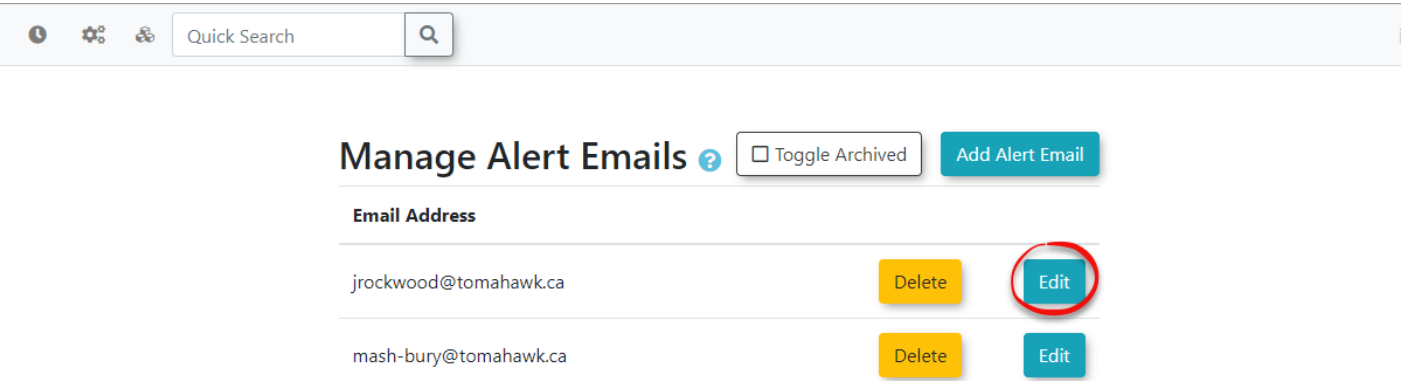 Quick Search
Manage Alert Emails ? Toggle Archived Add Alert Email
Email Address
jrockwood@tomahawk.ca Delete Edit
mash-bury@tomahawk.ca Delete Edit